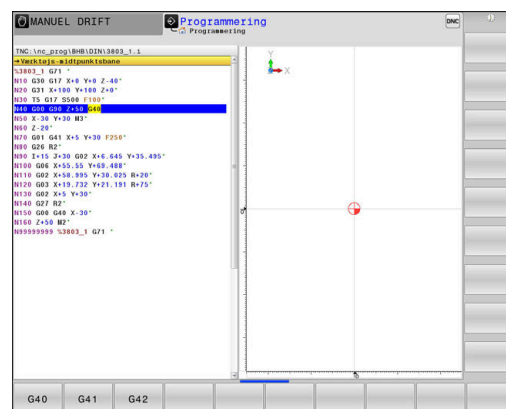 MANUEL DRIFT
Programmering
Programmering
DNC
TNC:\nc_prog\BHB\DIN\3803_1.i
→Værktøjs-midtpunktsbane
%3803_1 G71 *
N10 G30 G17 X+0 Y+0 Z-40*
N20 G31 X+100 Y+100 Z+0*
N30 T5 G17 S500 F100*
N40 G00 G90 Z+50 G40
N50 X-30 Y+30 M3*
N60 Z-20*
N70 G01 G41 X+5 Y+30 F250*
N80 G26 R2*
N90 I+15 J+30 G02 X+6.645 Y+35.495*
N100 G06 X+55.55 Y+69.488*
N110 G02 X+58.995 Y+30.025 R+20*
N120 G03 X+19.732 Y+21.191 R+75*
N130 G02 X+5 Y+30*
N140 G27 R2*
N150 G00 G40 X-30*
N160 Z+50 M2*
N99999999 %3803_1 G71 *
Y
X
0
0
G40 G41 G42